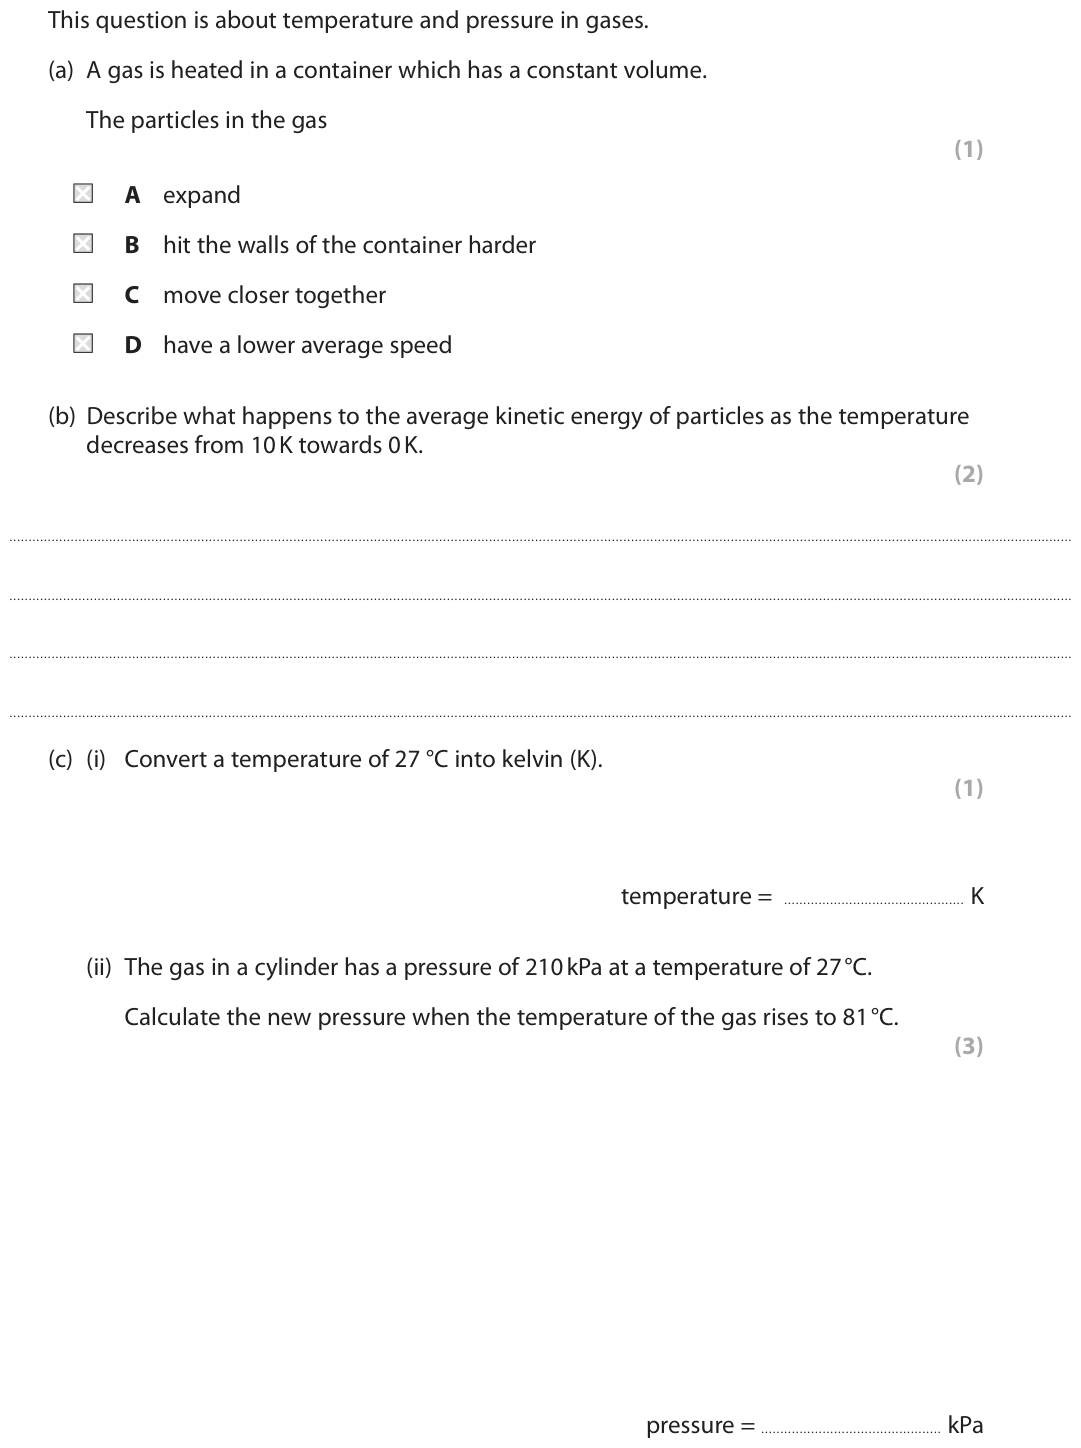 This question is about temperature and pressure in gases.
(a) A gas is heated in a container which has a constant volume.
The particles in the gas
(1)
A expand
B hit the walls of the container harder
C move closer together
D have a lower average speed
(b) Describe what happens to the average kinetic energy of particles as the temperature
decreases from 10 K towards 0 K.
(2)
(c) (i) Convert a temperature of 27 °C into kelvin (K).
(1)
temperature = ............................................... K
(ii) The gas in a cylinder has a pressure of 210 kPa at a temperature of 27 °C.
Calculate the new pressure when the temperature of the gas rises to 81 °C.
(3)
pressure = ............................................... kPa